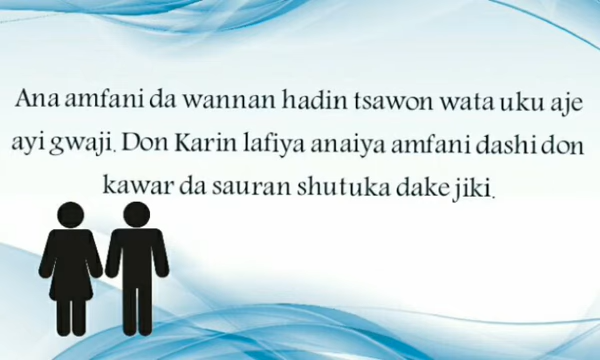 Ana amfani da wannan hadin tsawon wata uku aje
ayi gwaji. Don Karin lafiya anaiya amfani dashi don
kawar da sauran shutuka dake jiki.